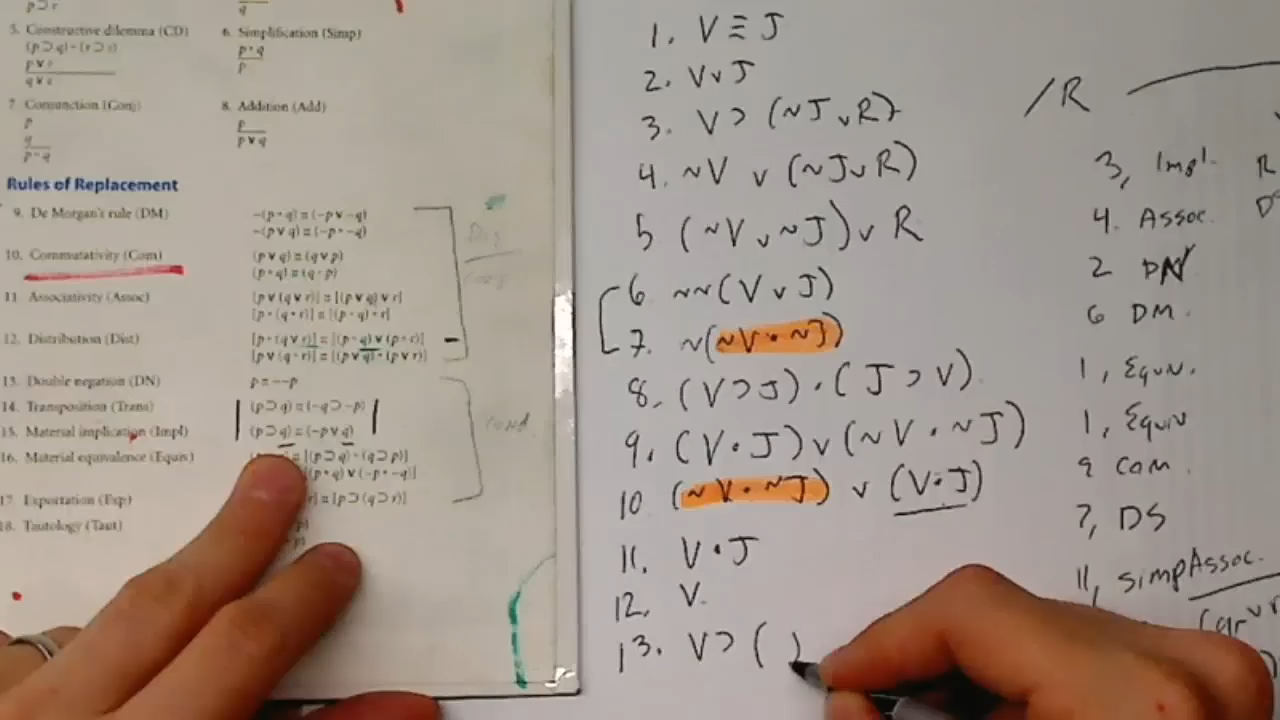 5. Constructive dilemma (CD)
(p ⊃ q) • (r ⊃ s)
p ∨ r
q ∨ s
6. Simplification (Simp)
p • q
p
7 Conjunction (Conj)
p
q
p • q
8. Addition (Add)
p
p ∨ q
Rules of Replacement
9. De Morgan's rule (DM)
~(p • q) ≡ (~p ∨ ~q)
~(p ∨ q) ≡ (~p • ~q)
10. Commutativity (Com)
(p ∨ q) ≡ (q ∨ p)
(p • q) ≡ (q • p)
11 Associativity (Assoc)
[p ∨ (q ∨ r)] ≡ [(p ∨ q) ∨ r]
[p • (q • r)] ≡ [(p • q) • r]
12. Distribution (Dist)
[p • (q ∨ r)] ≡ [(p • q) ∨ (p • r)]
[p ∨ (q • r)] ≡ [(p ∨ q) • (p ∨ r)]
13. Double negation (DN)
p ≡ ~~p
14. Transposition (Trans)
(p ⊃ q) ≡ (~q ⊃ ~p)
15. Material implication (Impl)
(p ⊃ q) ≡ (~p ∨ q)
16. Material equivalence (Equiv)
≡ [(p ⊃ q) • (q ⊃ p)]
(p • q) ∨ (~p • ~q)]
17. Exportation (Exp)
≡ [p ⊃ (q ⊃ r)]
18. Tautology (Taut)
1. V ≡ J
2. V ∨ J
/R
3. V ⊃ (~J ∨ R)
4. ~V ∨ (~J ∨ R)
3, Impl.
R
5 (~V ∨ ~J) ∨ R
4. Assoc.
6 ~~(V ∨ J)
2 DN
7. ~(~V • ~J)
6 DM.
8. (V ⊃ J) • (J ⊃ V)
1, Equiv.
9. (V • J) ∨ (~V • ~J)
1, Equiv
10. (~V • ~J) ∨ (V • J)
9 Com.
11. V • J
7, DS
12. V.
11, simp
Assoc.
13. V ⊃ ( )